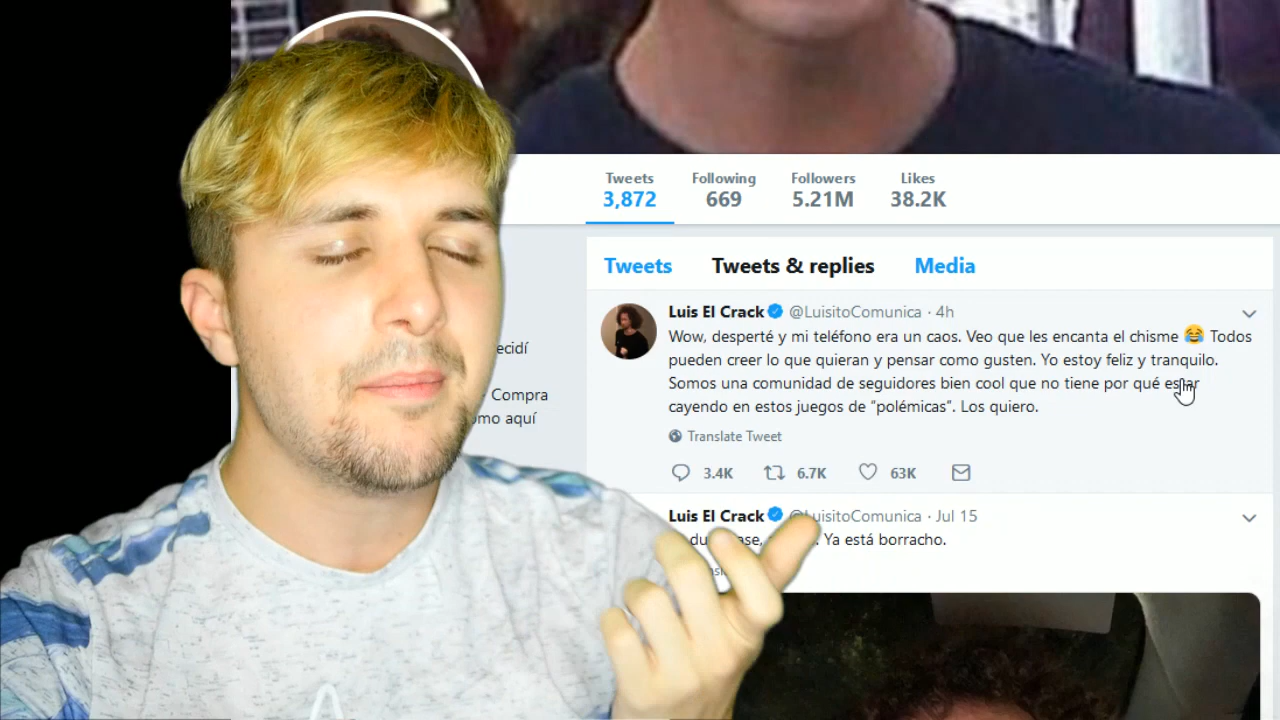 Tweets Following Followers Likes
3,872 669 5.21M 38.2K
Tweets Tweets & replies Media
Luis El Crack @LuisitoComunica · 4h
Wow, desperté y mi teléfono era un caos. Veo que les encanta el chisme 😂 Todos
pueden creer lo que quieran y pensar como gusten. Yo estoy feliz y tranquilo.
Somos una comunidad de seguidores bien cool que no tiene por qué estar
cayendo en estos juegos de “polémicas”. Los quiero.
Translate Tweet
3.4K 6.7K 63K
ecidí
Compra
omo aquí
Luis El Crack @LuisitoComunica · Jul 15
Ya está borracho.